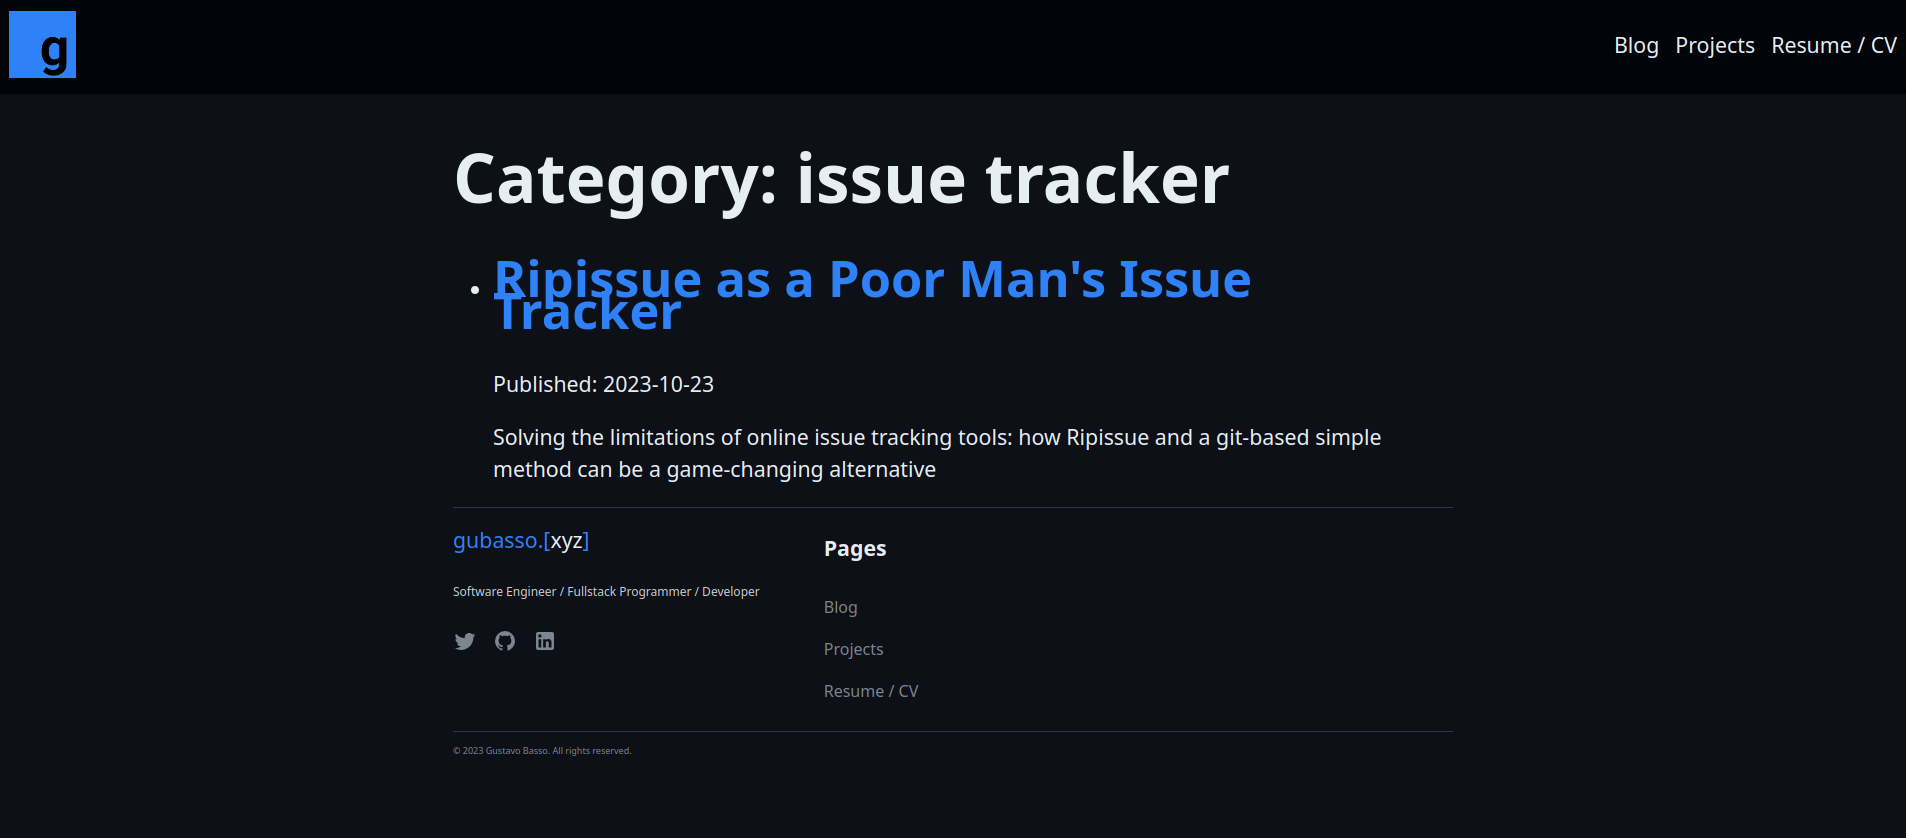 g
Blog Projects Resume / CV
Category: issue tracker
Ripissue as a Poor Man's Issue
Tracker
Published: 2023-10-23
Solving the limitations of online issue tracking tools: how Ripissue and a git-based simple
method can be a game-changing alternative
gubasso.[xyz]
Software Engineer / Fullstack Programmer / Developer
in
Pages
Blog
Projects
Resume / CV
© 2023 Gustavo Basso. All rights reserved.